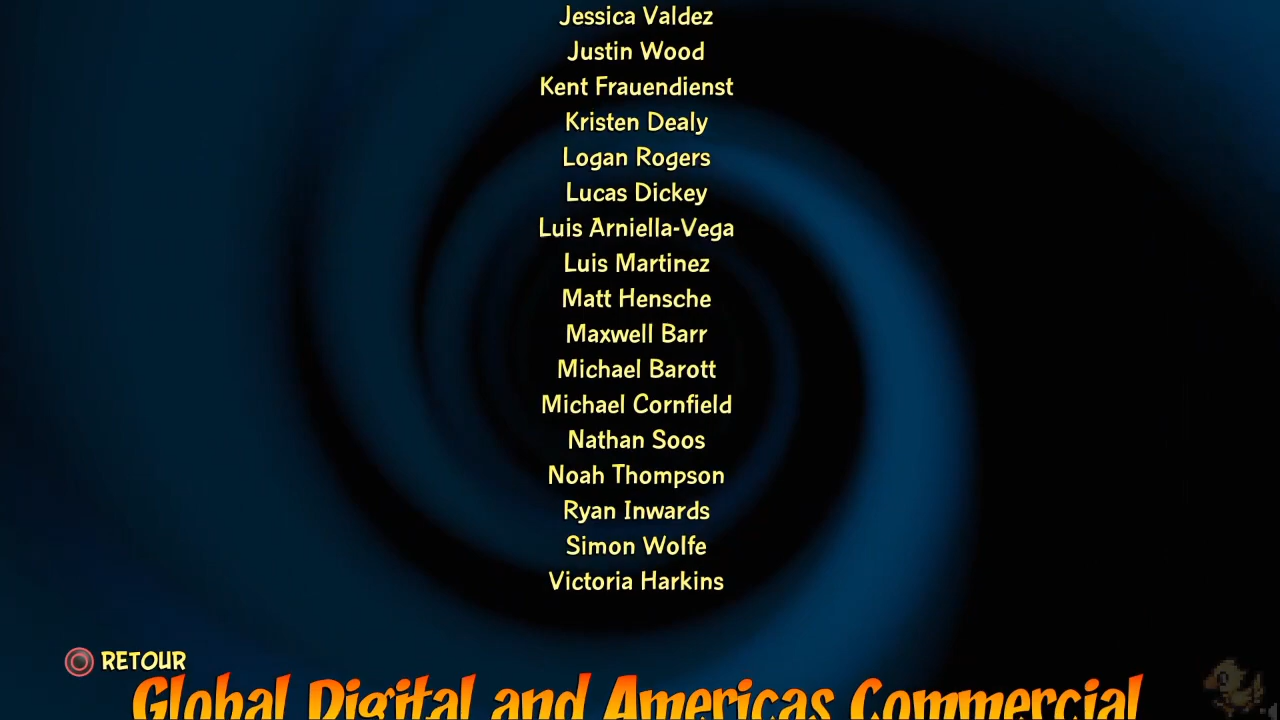 Jessica Valdez
Justin Wood
Kent Frauendienst
Kristen Dealy
Logan Rogers
Lucas Dickey
Luis Arniella-Vega
Luis Martinez
Matt Hensche
Maxwell Barr
Michael Barott
Michael Cornfield
Nathan Soos
Noah Thompson
Ryan Inwards
Simon Wolfe
Victoria Harkins
RETOUR
Global Digital and Americas Commercial